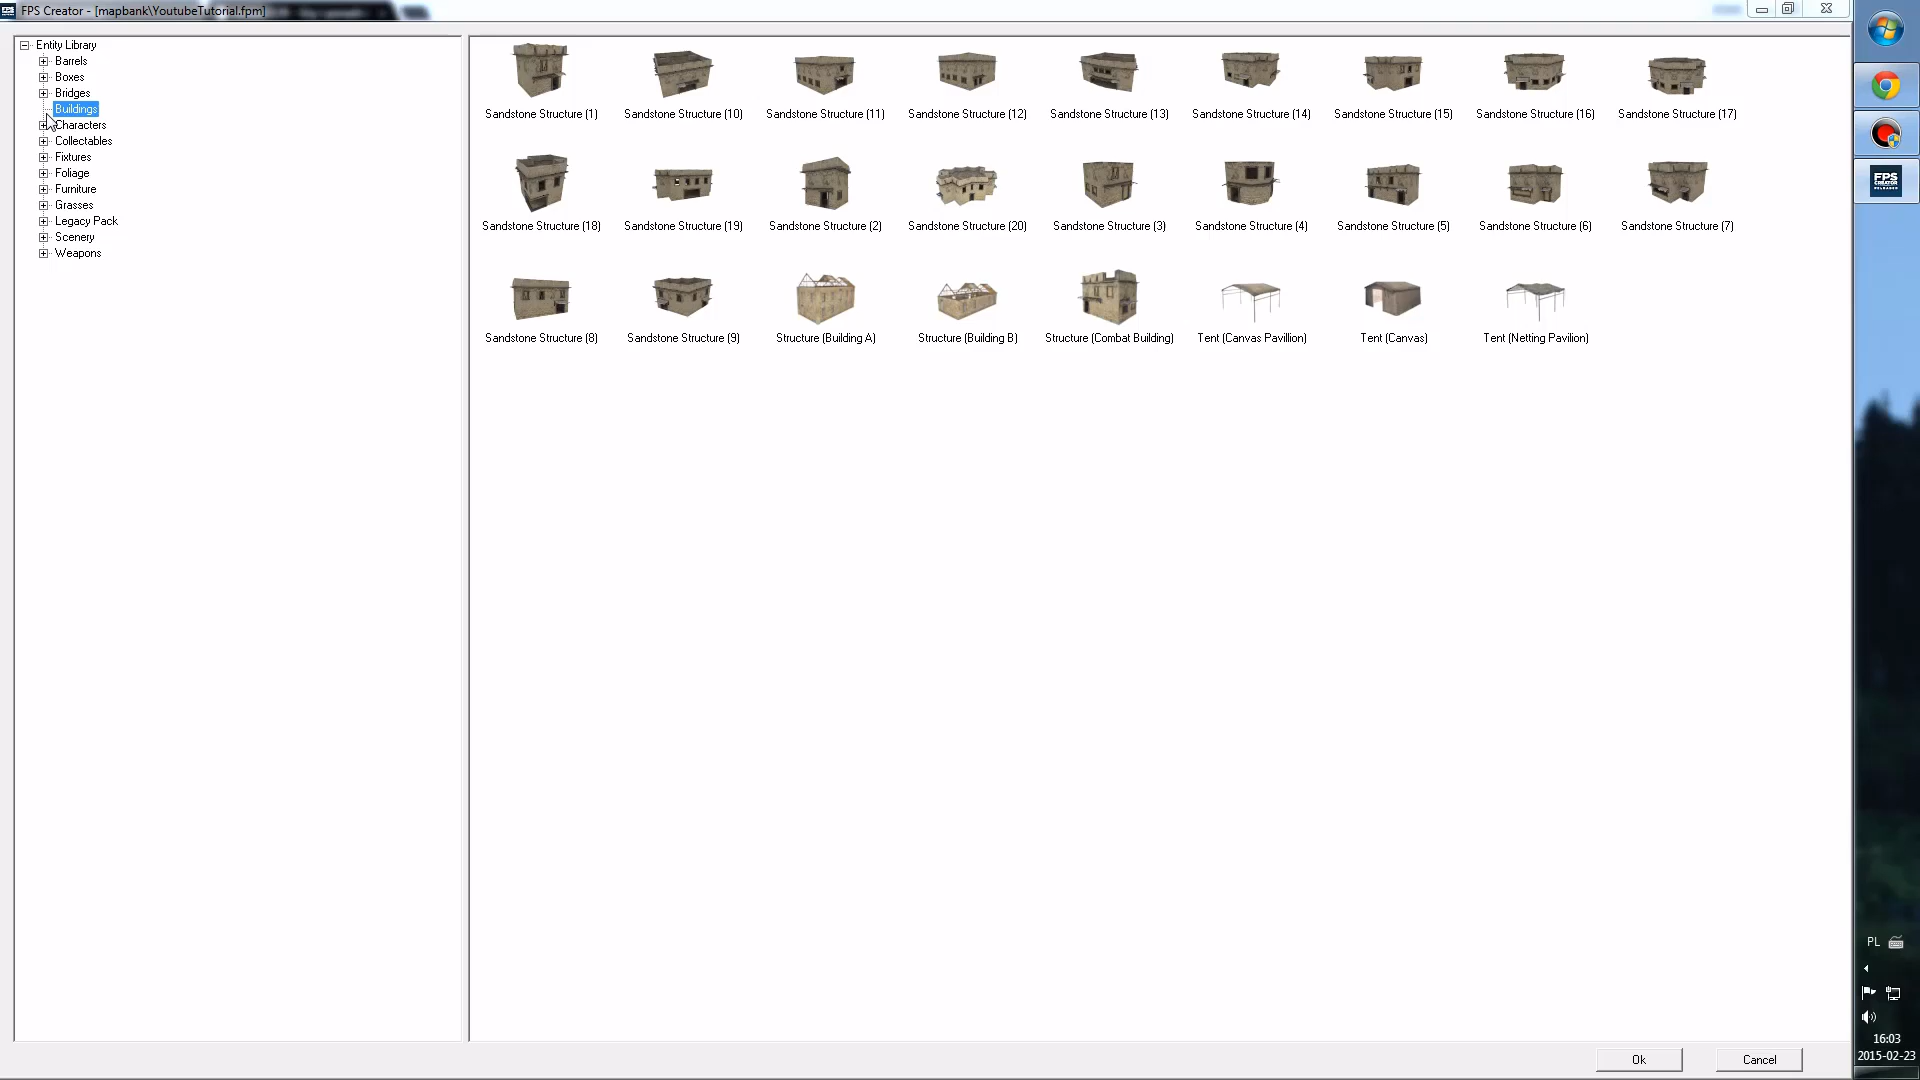 FPS Creator - [mapbank\YoutubeTutorial.fpm]
Entity Library
Barrels
Boxes
Bridges
Buildings
Characters
Collectables
Fixtures
Foliage
Furniture
Grasses
Legacy Pack
Scenery
Weapons
Sandstone Structure (1)
Sandstone Structure (10)
Sandstone Structure (11)
Sandstone Structure (12)
Sandstone Structure (13)
Sandstone Structure (14)
Sandstone Structure (15)
Sandstone Structure (16)
Sandstone Structure (17)
Sandstone Structure (18)
Sandstone Structure (19)
Sandstone Structure (2)
Sandstone Structure (20)
Sandstone Structure (3)
Sandstone Structure (4)
Sandstone Structure (5)
Sandstone Structure (6)
Sandstone Structure (7)
Sandstone Structure (8)
Sandstone Structure (9)
Structure (Building A)
Structure (Building B)
Structure (Combat Building)
Tent (Canvas Pavillion)
Tent (Canvas)
Tent (Netting Pavilion)
Ok
Cancel
FPS
CREATOR
RELOADED
PL
16:03
2015-02-23